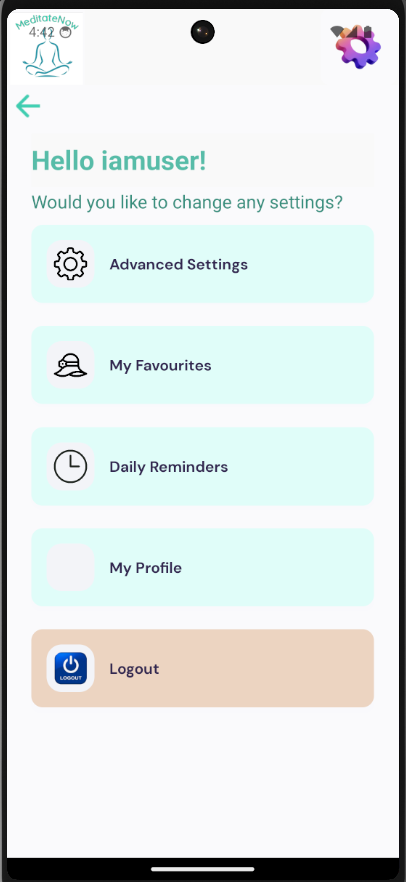 MeditateNow
4:42
Hello iamuser!
Would you like to change any settings?
Advanced Settings
My Favourites
Daily Reminders
My Profile
LOGOUT
Logout